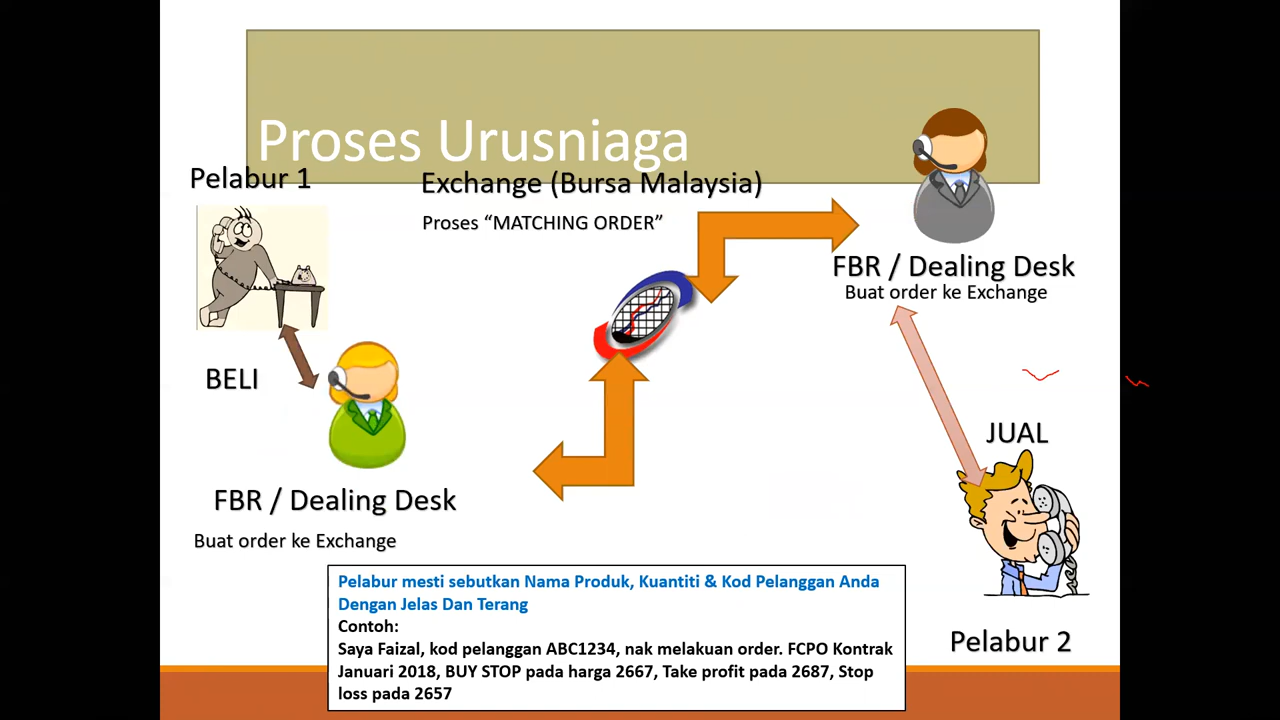 Proses Urusniaga
Pelabur 1
Exchange (Bursa Malaysia)
Proses “MATCHING ORDER”
FBR / Dealing Desk
Buat order ke Exchange
BELI
JUAL
FBR / Dealing Desk
Buat order ke Exchange
Pelabur 2
Pelabur mesti sebutkan Nama Produk, Kuantiti & Kod Pelanggan Anda
Dengan Jelas Dan Terang
Contoh:
Saya Faizal, kod pelanggan ABC1234, nak melakuan order. FCPO Kontrak
Januari 2018, BUY STOP pada harga 2667, Take profit pada 2687, Stop
loss pada 2657